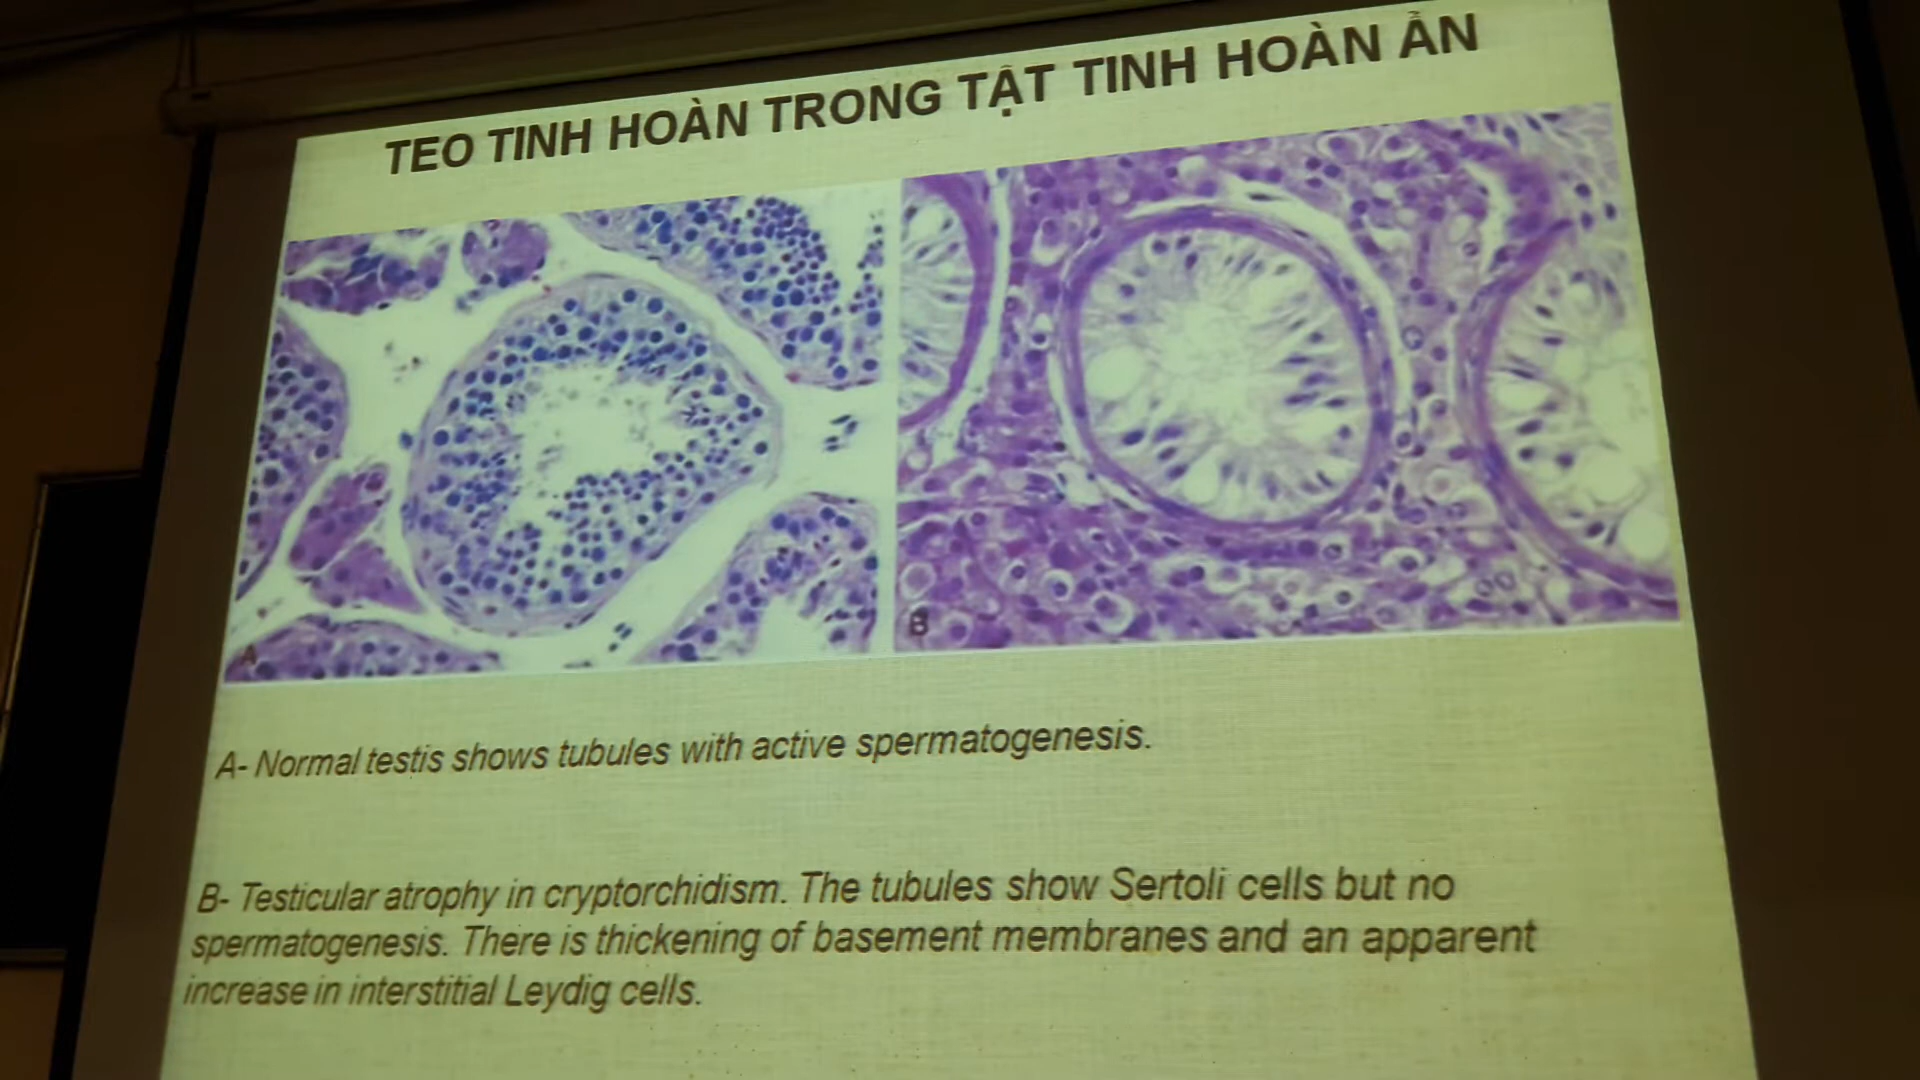 TEO TINH HOÀN TRONG TẬT TINH HOÀN ẨN
A
B
A- Normal testis shows tubules with active spermatogenesis.
B- Testicular atrophy in cryptorchidism. The tubules show Sertoli cells but no
spermatogenesis. There is thickening of basement membranes and an apparent
increase in interstitial Leydig cells.